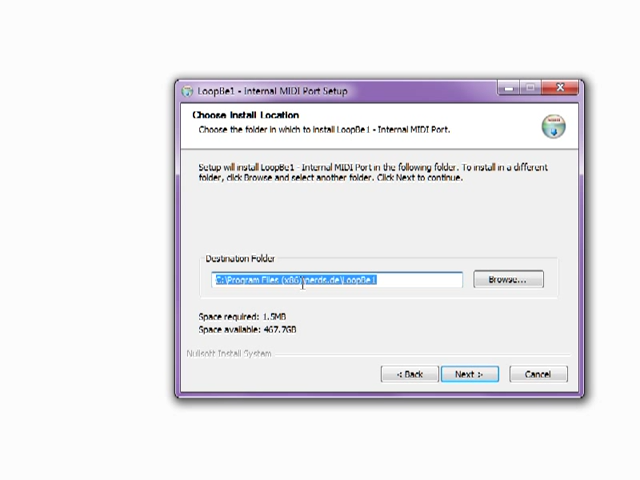 LoopBe1 - Internal MIDI Port Setup
Choose Install Location
Choose the folder in which to install LoopBe1 - Internal MIDI Port.
Setup will install LoopBe1 - Internal MIDI Port in the following folder. To install in a different
folder, click Browse and select another folder. Click Next to continue.
Destination Folder
C:\Program Files (x86)\nerds.de\LoopBe1
Browse...
Space required: 1.5MB
Space available: 467.7GB
Nullsoft Install System
< Back
Next >
Cancel